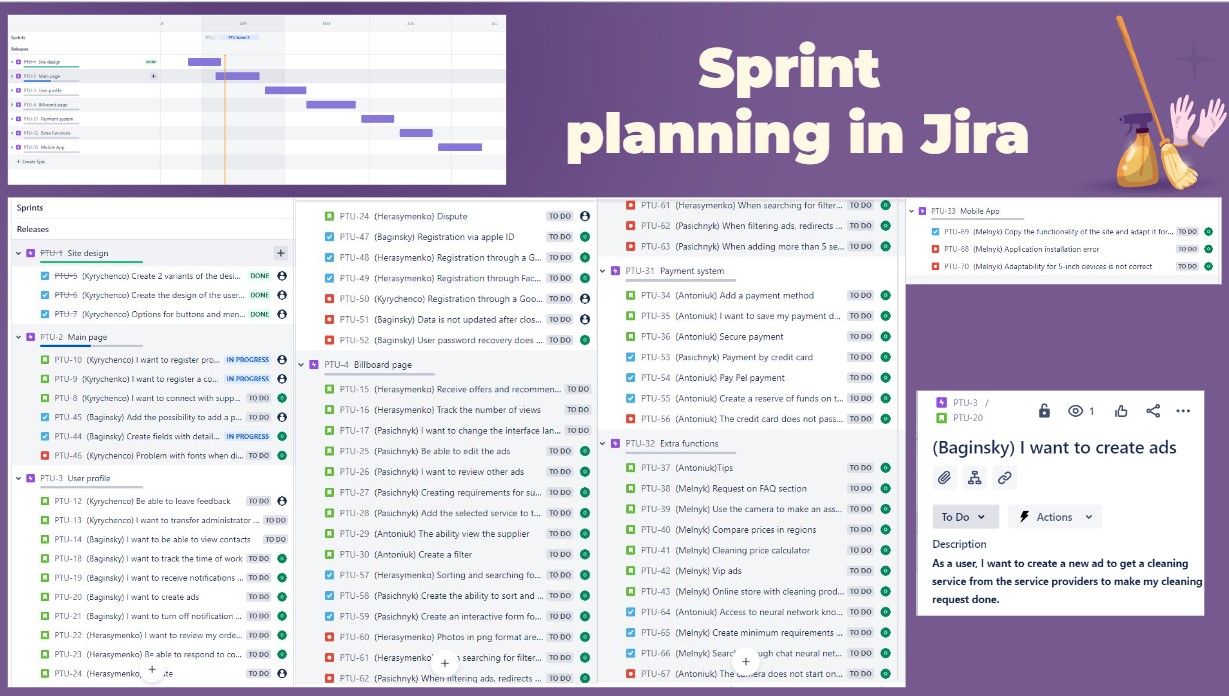 Sprint
planning in Jira
APR
MAY
JUN
JUL
Sprints
PTU Sprint 3
Releases
PTU-1 Site design
DONE
PTU-2 Main page
+
PTU-3 User profile
PTU-4 Billboard page
PTU-31 Payment system
PTU-32 Extra functions
PTU-33 Mobile App
+ Create Epic
Sprints
Releases
PTU-1 Site design +
PTU-5 (Kyrychenco) Create 2 variants of the desi... DONE
PTU-6 (Kyrychenco) Create the design of the user... DONE
PTU-7 (Kyrychenco) Options for buttons and men... DONE
PTU-2 Main page
PTU-10 (Kyrychenco) I want to register pro... IN PROGRESS
PTU-9 (Kyrychenco) I want to register a co... IN PROGRESS
PTU-8 (Kyrychenco) I want to connect with supp... TO DO
PTU-45 (Baginsky) Add the possibility to add a p... TO DO
PTU-44 (Baginsky) Create fields with detail... IN PROGRESS
PTU-46 (Kyrychenco) Problem with fonts when di... TO DO
PTU-3 User profile
PTU-12 (Kyrychenco) Be able to leave feedback TO DO
PTU-13 (Kyrychenco) I want to transfer administrator ... TO DO
PTU-14 (Baginsky) I want to be able to view contacts TO DO
PTU-18 (Baginsky) I want to track the time of work TO DO
PTU-19 (Baginsky) I want to receive notifications ... TO DO
PTU-20 (Baginsky) I want to create ads TO DO
PTU-21 (Baginsky) I want to turn off notification ... TO DO
PTU-22 (Herasymenko) I want to review my orde... TO DO
PTU-23 (Herasymenko) Be able to respond to co... TO DO
PTU-24 (Herasymenko) TO DO
+
PTU-24 (Herasymenko) Dispute TO DO
PTU-47 (Baginsky) Registration via apple ID TO DO
PTU-48 (Herasymenko) Registration through a G... TO DO
PTU-49 (Herasymenko) Registration through Fac... TO DO
PTU-50 (Kyrychenco) Registration through a Goo... TO DO
PTU-51 (Baginsky) Data is not updated after clos... TO DO
PTU-52 (Baginsky) User password recovery does ... TO DO
PTU-4 Billboard page
PTU-15 (Herasymenko) Receive offers and recommen... TO DO
PTU-16 (Herasymenko) Track the number of views TO DO
PTU-17 (Pasichnyk) I want to change the interface lan... TO DO
PTU-25 (Pasichnyk) Be able to edit the ads TO DO
PTU-26 (Pasichnyk) I want to review other ads TO DO
PTU-27 (Pasichnyk) Creating requirements for su... TO DO
PTU-28 (Pasichnyk) Add the selected service to t... TO DO
PTU-29 (Antoniuk) The ability view the supplier TO DO
PTU-30 (Antoniuk) Create a filter TO DO
PTU-57 (Herasymenko) Sorting and searching fo... TO DO
PTU-58 (Pasichnyk) Create the ability to sort and ... TO DO
PTU-59 (Pasichnyk) Create an interactive form fo... TO DO
PTU-60 (Herasymenko) Photos in png format are... TO DO
PTU-61 (Herasymenko) searching for filter... TO DO
PTU-62 (Pasichnyk) When filtering ads, redirects ... TO DO
+
PTU-61 (Herasymenko) When searching for filter... TO DO
PTU-62 (Pasichnyk) When filtering ads, redirects ... TO DO
PTU-63 (Pasichnyk) When adding more than 5 se... TO DO
PTU-31 Payment system
PTU-34 (Antoniuk) Add a payment method TO DO
PTU-35 (Antoniuk) I want to save my payment d... TO DO
PTU-36 (Antoniuk) Secure payment TO DO
PTU-53 (Pasichnyk) Payment by credit card TO DO
PTU-54 (Antoniuk) Pay Pel payment TO DO
PTU-55 (Antoniuk) Create a reserve of funds on t... TO DO
PTU-56 (Antoniuk) The credit card does not pass... TO DO
PTU-32 Extra functions
PTU-37 (Antoniuk)Tips TO DO
PTU-38 (Melnyk) Request on FAQ section TO DO
PTU-39 (Melnyk) Use the camera to make an ass... TO DO
PTU-40 (Melnyk) Compare prices in regions TO DO
PTU-41 (Melnyk) Cleaning price calculator TO DO
PTU-42 (Melnyk) Vip ads TO DO
PTU-43 (Melnyk) Online store with cleaning prod... TO DO
PTU-64 (Antoniuk) Access to neural network kno... TO DO
PTU-65 (Melnyk) Create minimum requirements ... TO DO
PTU-66 (Melnyk) chat neural net... TO DO
PTU-67 (Antoniuk) The camera does not start on... TO DO
+
PTU-33 Mobile App
PTU-69 (Melnyk) Copy the functionality of the site and adapt it for... TO DO
PTU-68 (Melnyk) Application installation error TO DO
PTU-70 (Melnyk) Adaptability for 5-inch devices is not correct TO DO
PTU-3 /
PTU-20
1
(Baginsky) I want to create ads
To Do Actions
Description
As a user, I want to create a new ad to get a cleaning
service from the service providers to make my cleaning
request done.